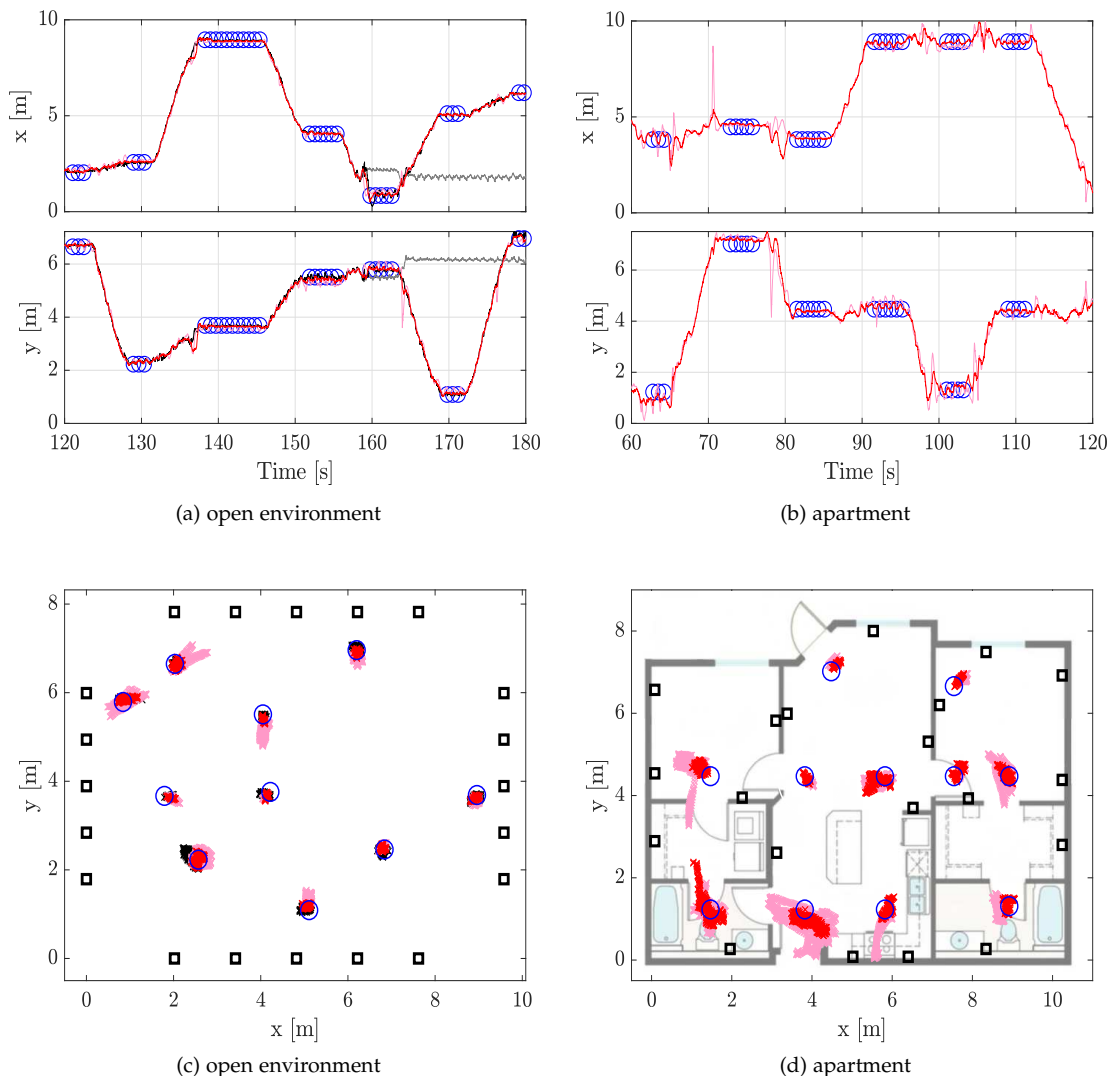 10
5
0
x [m]
6
4
2
0
y [m]
120 130 140 150 160 170 180
Time [s]
(a) open environment
10
5
0
x [m]
6
4
2
0
y [m]
60 70 80 90 100 110 120
Time [s]
(b) apartment
8
6
4
2
0
y [m]
0 2 4 6 8 10
x [m]
(c) open environment
8
6
4
2
0
y [m]
0 2 4 6 8 10
x [m]
(d) apartment